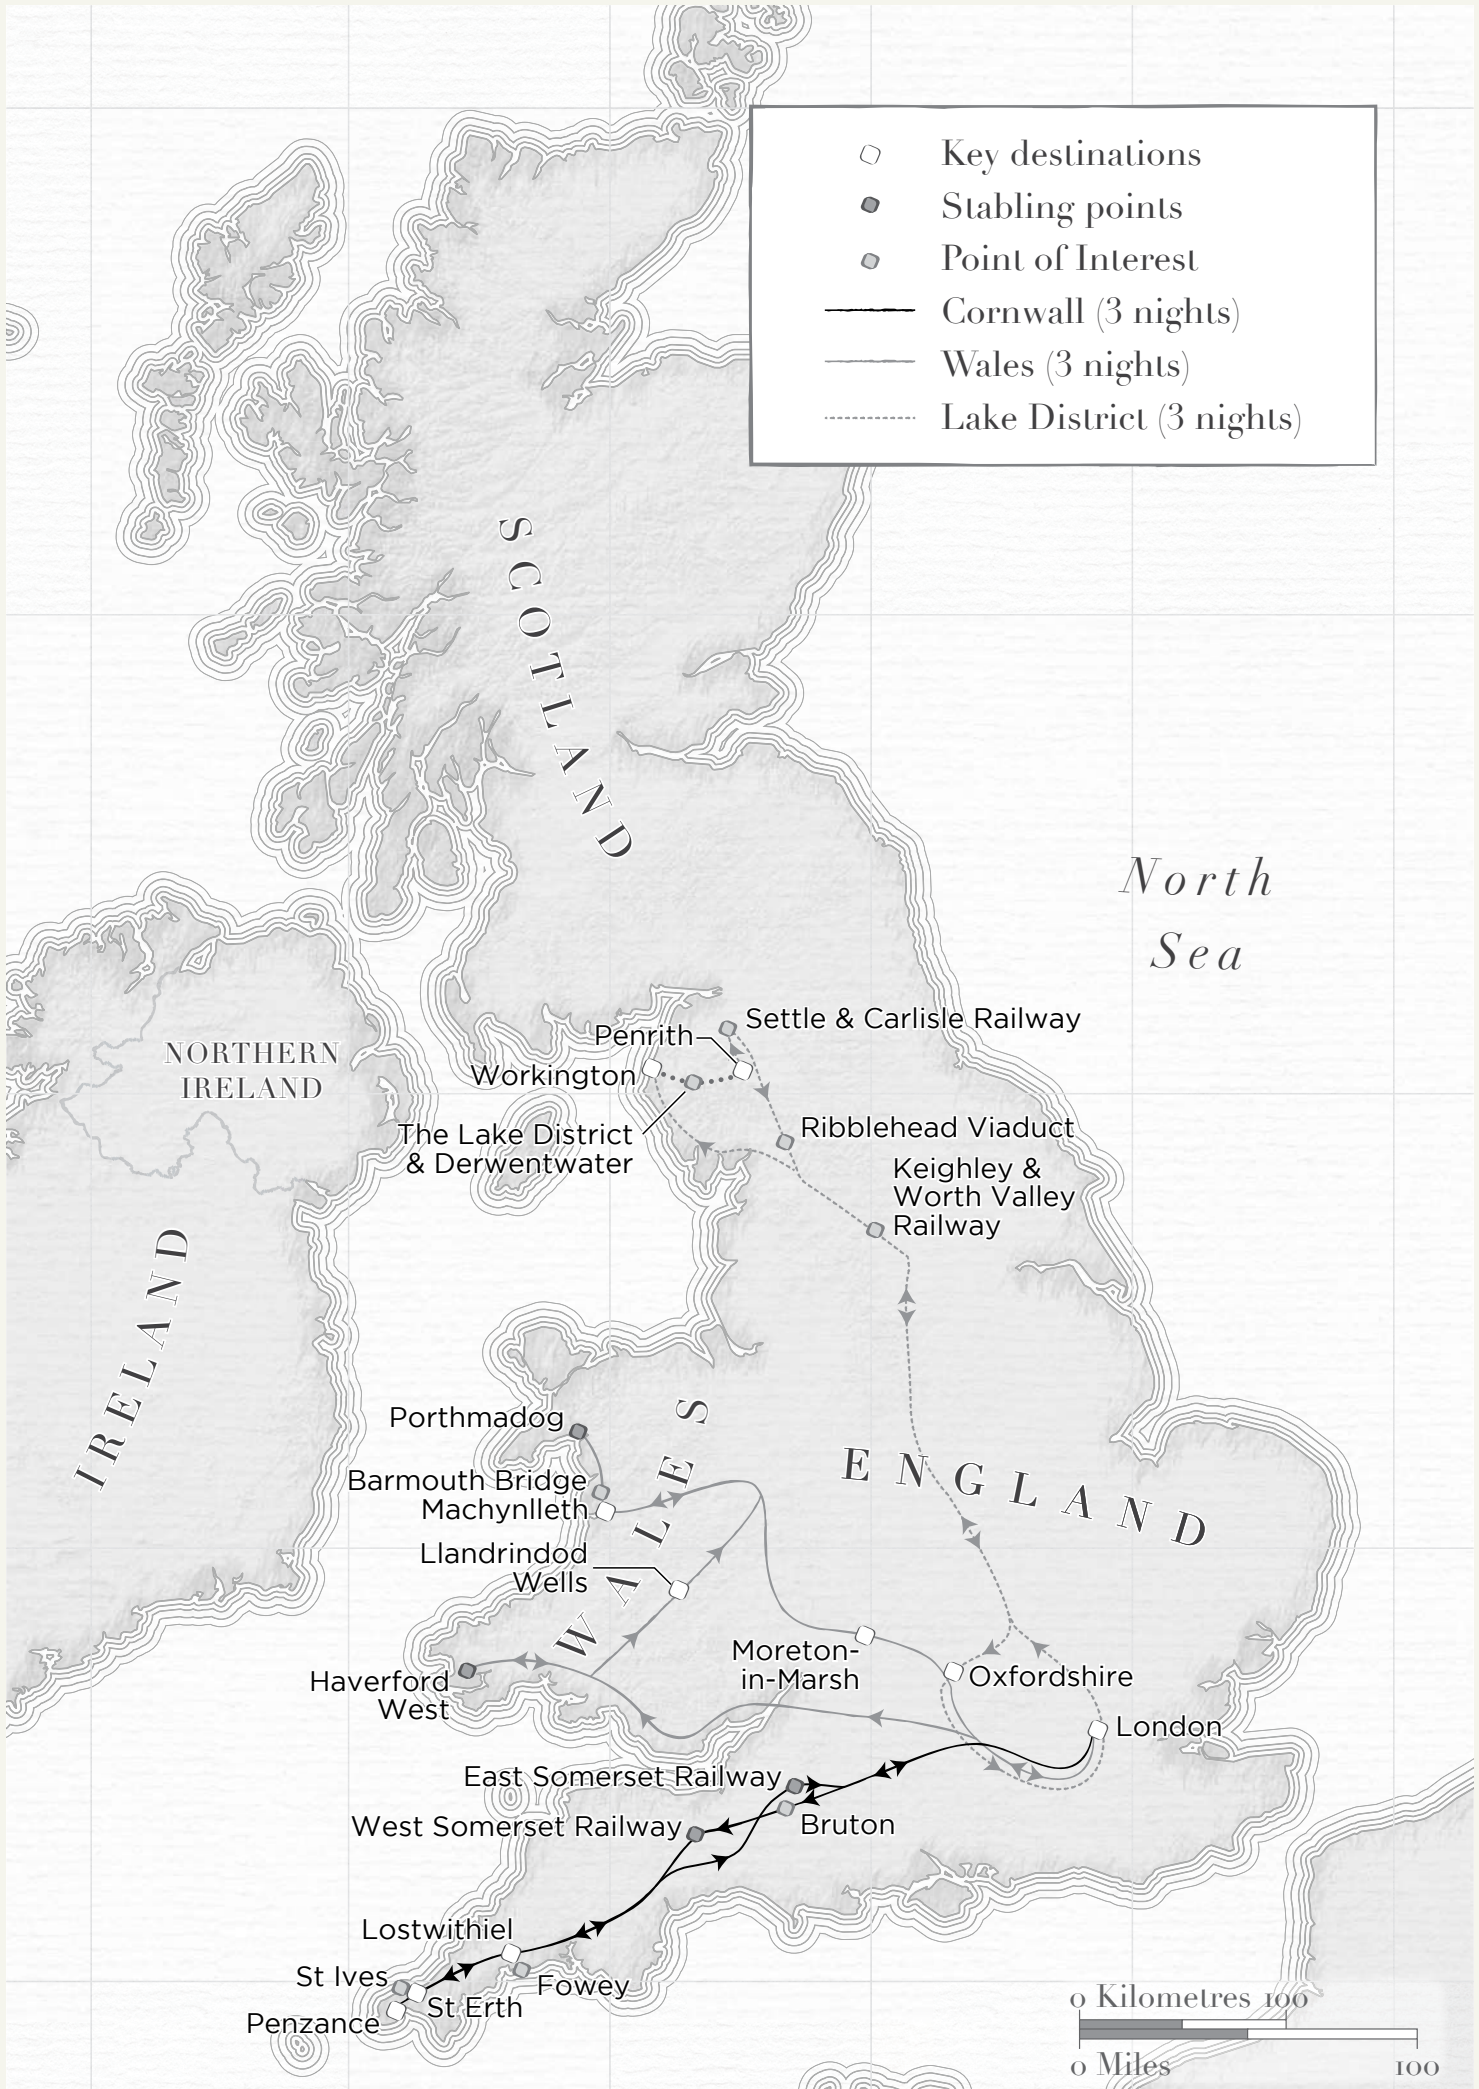 Key destinations
Stabling points
Point of Interest
Cornwall (3 nights)
Wales (3 nights)
Lake District (3 nights)
SCOTLAND
North
Sea
Settle & Carlisle Railway
Penrith
NORTHERN
IRELAND
Workington
The Lake District
& Derwentwater
Ribblehead Viaduct
Keighley &
Worth Valley
Railway
IRELAND
Porthmadog
WALES
ENGLAND
Barmouth Bridge
Machynlleth
Llandrindod
Wells
Moreton-
in-Marsh
Oxfordshire
Haverford
West
London
East Somerset Railway
West Somerset Railway
Bruton
Lostwithiel
St Ives
Fowey
St Erth
Penzance
0 Kilometres 100
0 Miles 100